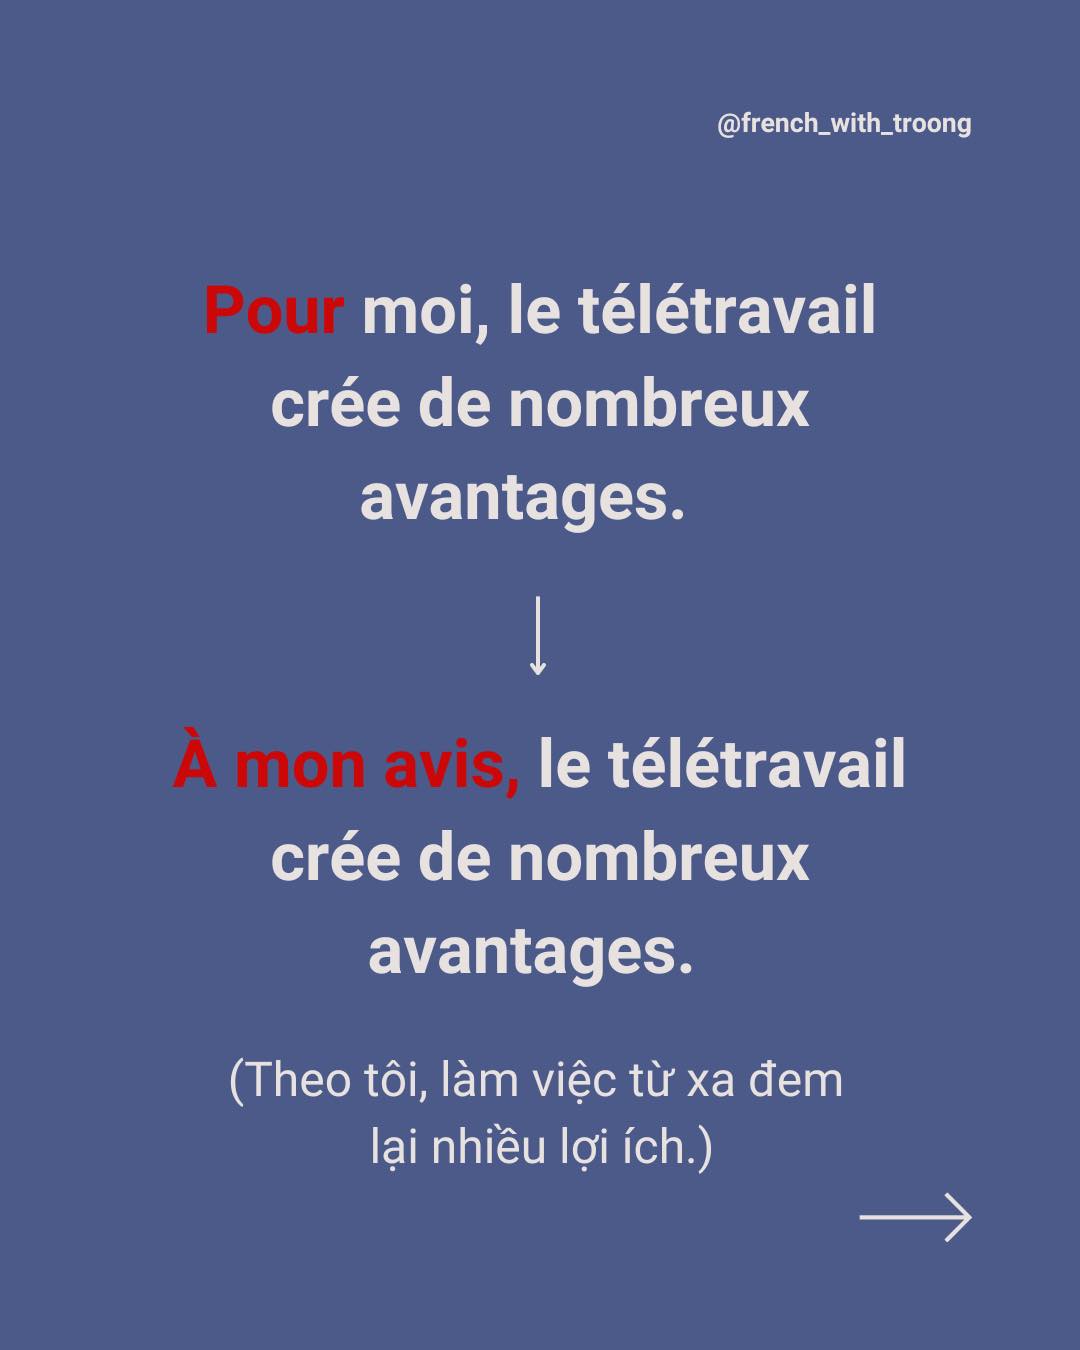 @french_with_troong
Pour moi, le télétravail
crée de nombreux
avantages.
À mon avis, le télétravail
crée de nombreux
avantages.
(Theo tôi, làm việc từ xa đem
lại nhiều lợi ích.)